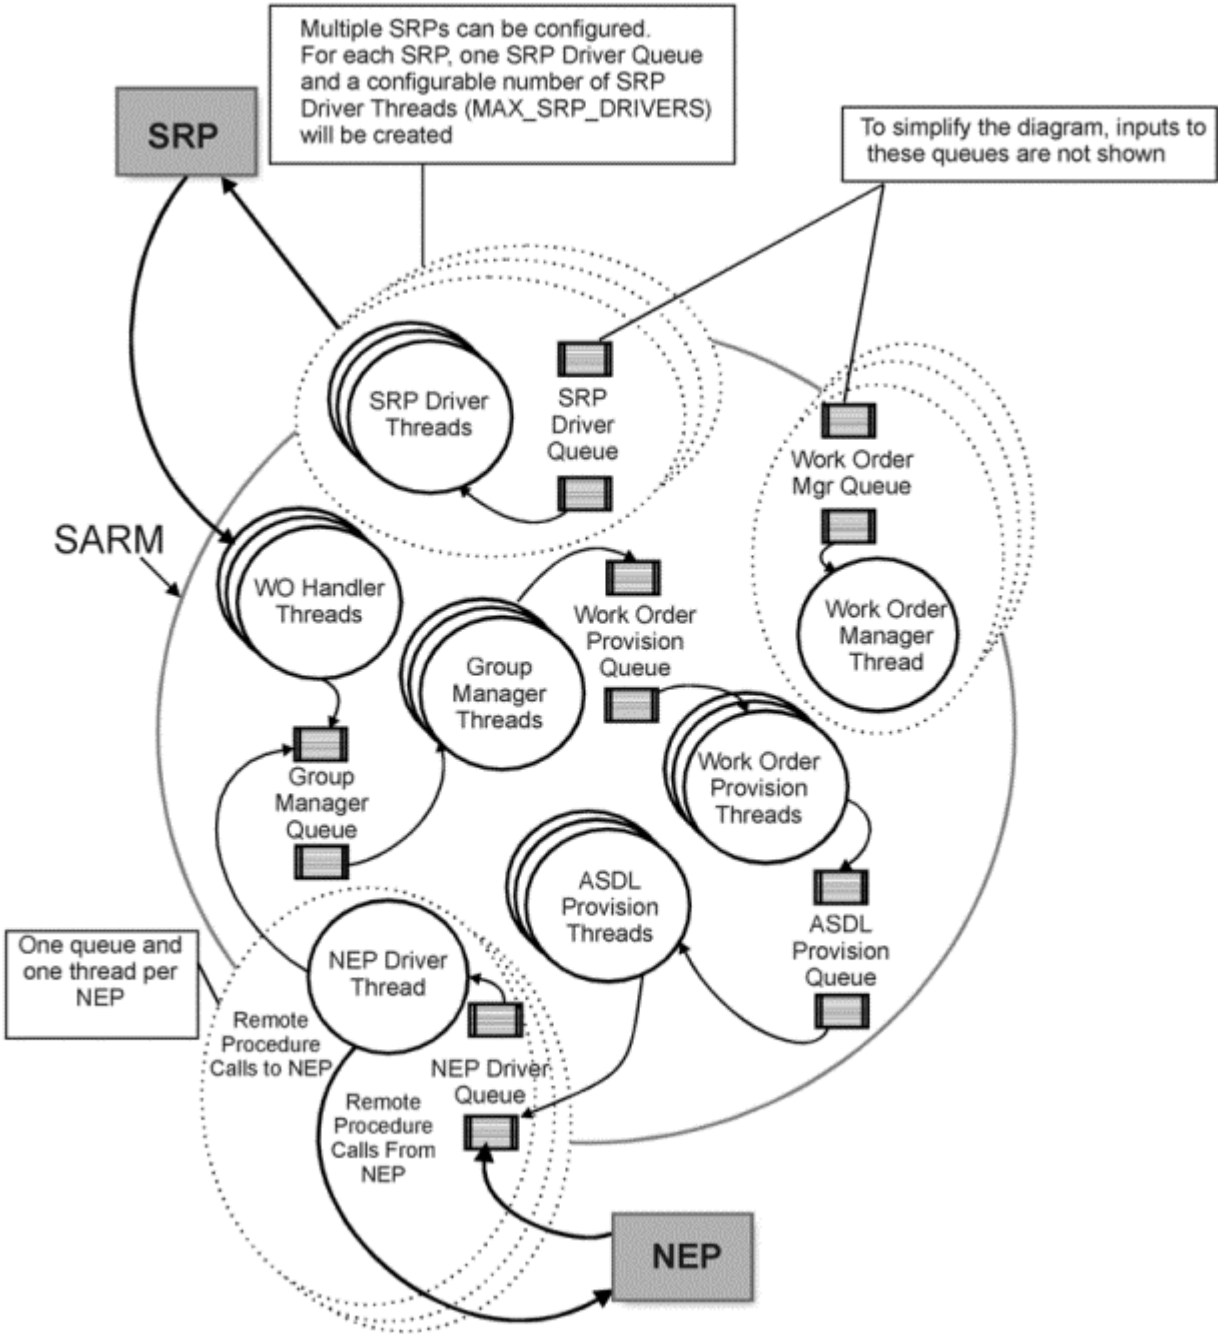 Multiple SRPs can be configured.
For each SRP, one SRP Driver Queue
and a configurable number of SRP
Driver Threads (MAX_SRP_DRIVERS)
will be created
SRP
To simplify the diagram, inputs to
these queues are not shown
SRP Driver
Threads
SRP
Driver
Queue
Work Order
Mgr Queue
SARM
WO Handler
Threads
Work Order
Provision
Queue
Work Order
Manager
Thread
Group
Manager
Threads
Group
Manager
Queue
Work Order
Provision
Threads
ASDL
Provision
Threads
ASDL
Provision
Queue
One queue and
one thread per
NEP
NEP Driver
Thread
Remote
Procedure
Calls to NEP
NEP Driver
Queue
Remote
Procedure
Calls From
NEP
NEP